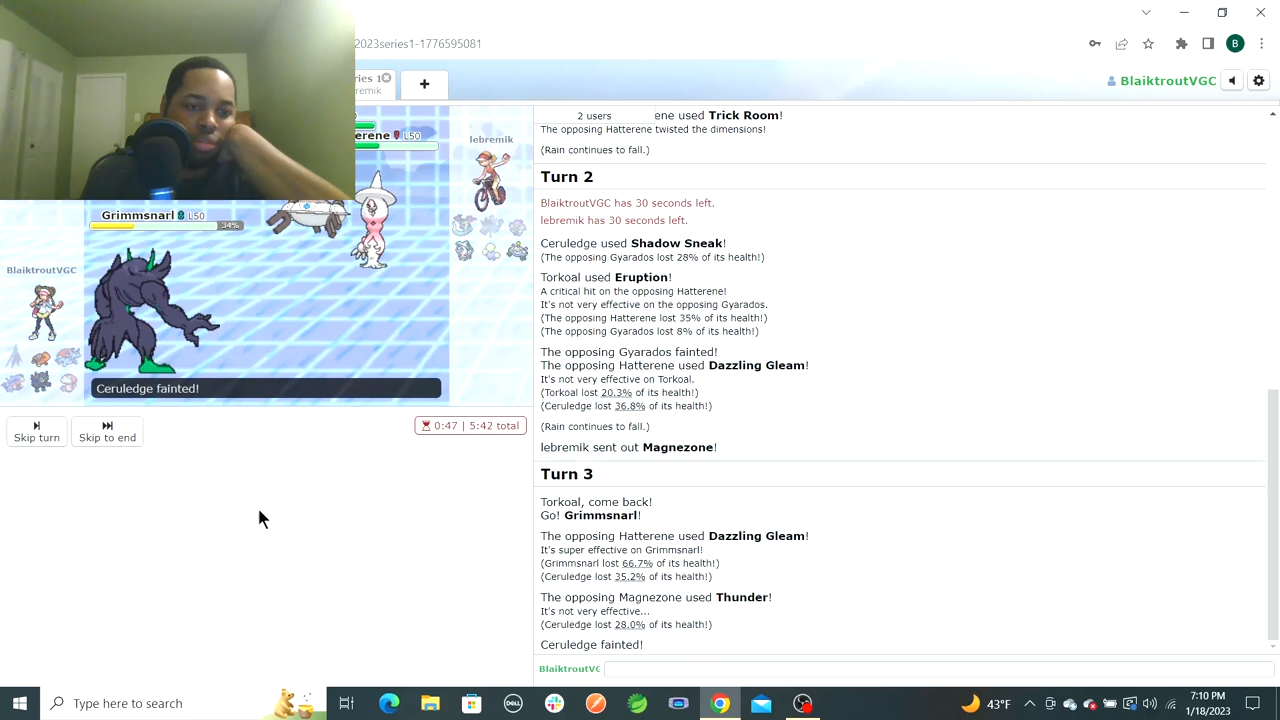 2023series1-1776595081
B
ries 1
remik
+
BlaiktroutVGC
2 users
ene used Trick Room!
The opposing Hatterene twisted the dimensions!
(Rain continues to fall.)
Turn 2
BlaiktroutVGC has 30 seconds left.
lebremik has 30 seconds left.
Ceruledge used Shadow Sneak!
(The opposing Gyarados lost 28% of its health!)
Torkoal used Eruption!
A critical hit on the opposing Hatterene!
It's not very effective on the opposing Gyarados.
(The opposing Hatterene lost 35% of its health!)
(The opposing Gyarados lost 8% of its health!)
The opposing Gyarados fainted!
The opposing Hatterene used Dazzling Gleam!
It's not very effective on Torkoal.
(Torkoal lost 20.3% of its health!)
(Ceruledge lost 36.8% of its health!)
(Rain continues to fall.)
lebremik sent out Magnezone!
Turn 3
Torkoal, come back!
Go! Grimmsnarl!
The opposing Hatterene used Dazzling Gleam!
It's super effective on Grimmsnarl!
(Grimmsnarl lost 66.7% of its health!)
(Ceruledge lost 35.2% of its health!)
The opposing Magnezone used Thunder!
It's not very effective...
(Ceruledge lost 28.0% of its health!)
Ceruledge fainted!
BlaiktroutVC
erene L50
lebremik
Grimmsnarl L50
34%
BlaiktroutVGC
Ceruledge fainted!
Skip turn
Skip to end
0:47 | 5:42 total
Type here to search
DELL
43°F
7:10 PM
1/18/2023